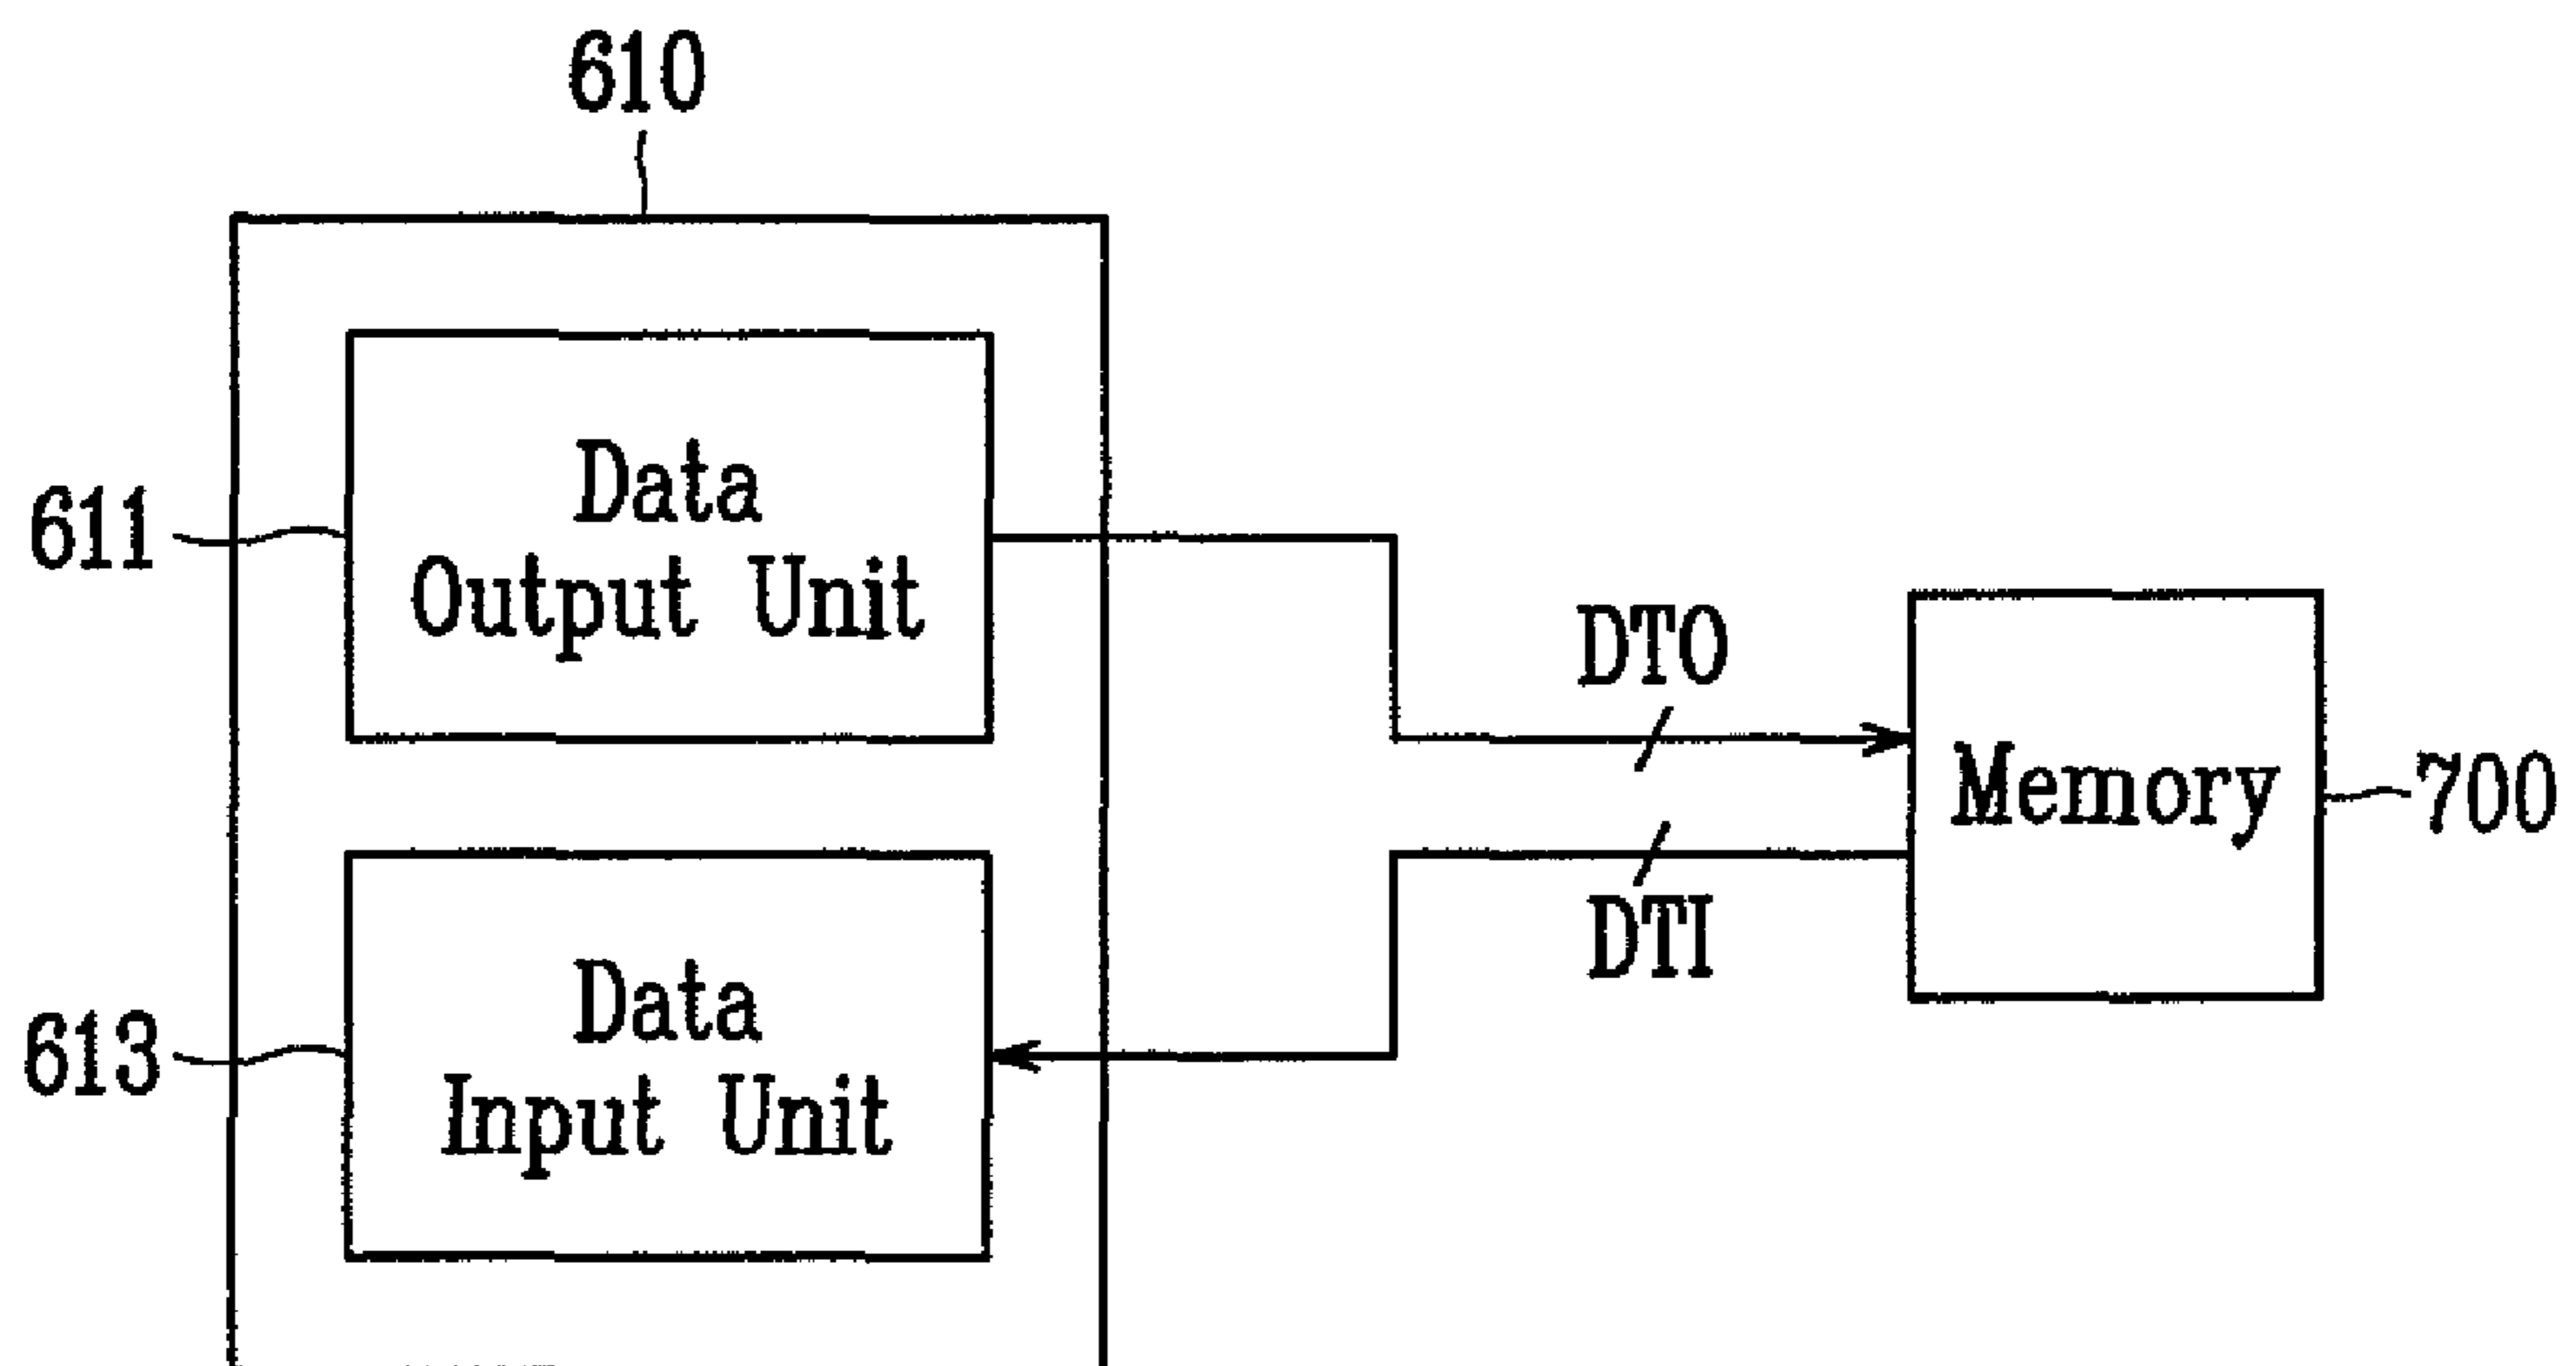 610
611
Data
Output Unit
DTO
Memory
700
DTI
613
Data
Input Unit